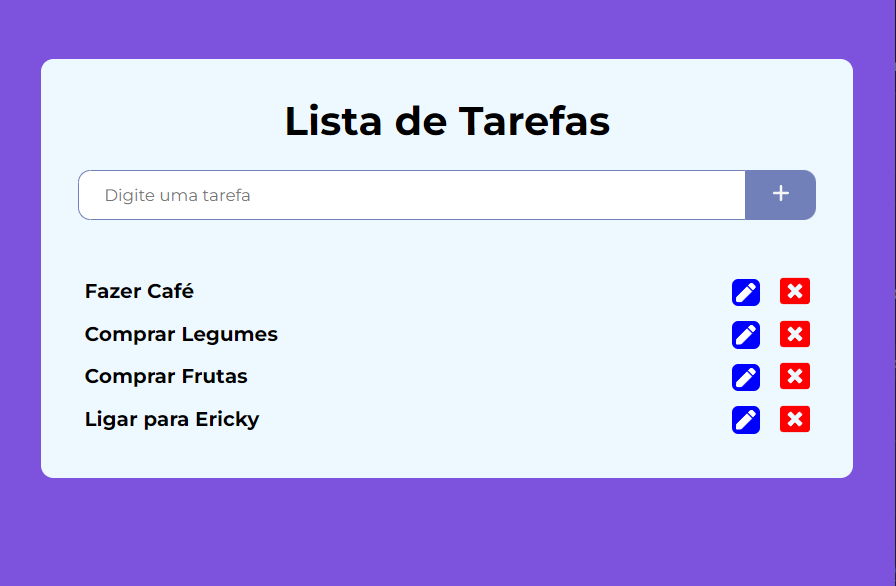 Lista de Tarefas
Digite uma tarefa
+
Fazer Café
Comprar Legumes
Comprar Frutas
Ligar para Ericky